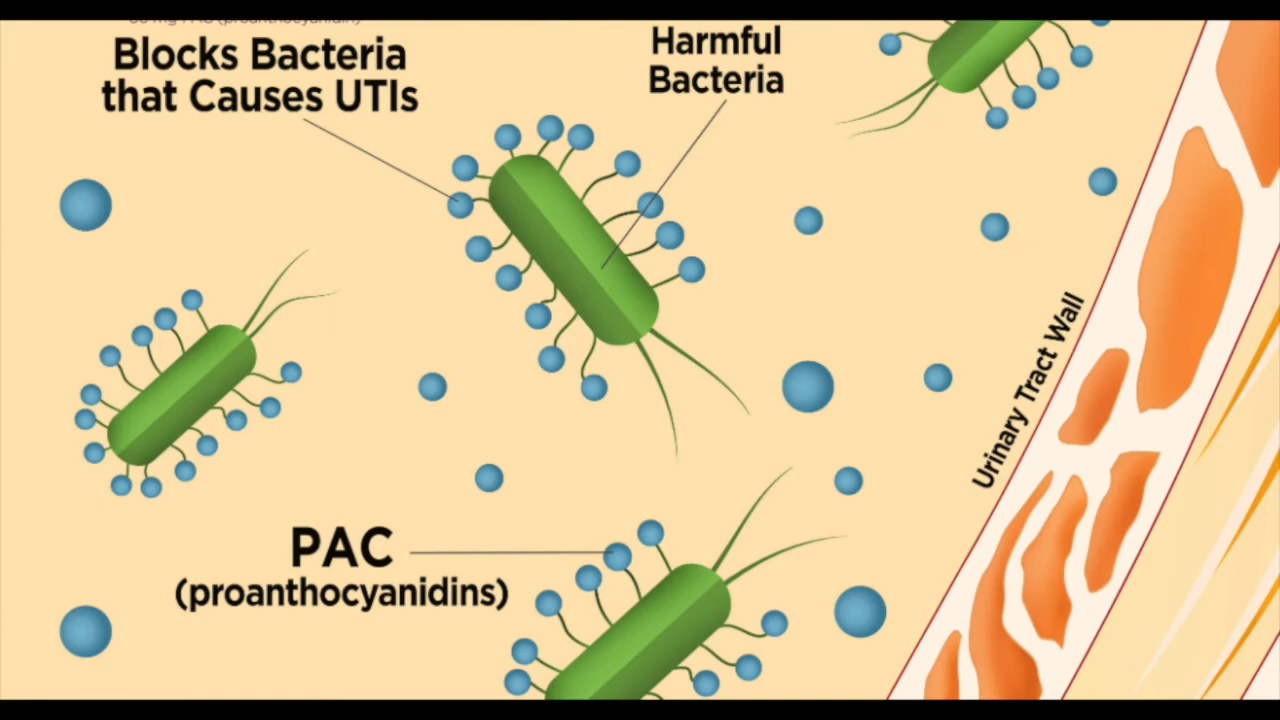 Blocks Bacteria
that Causes UTIs
Harmful
Bacteria
Urinary Tract Wall
PAC
(proanthocyanidins)